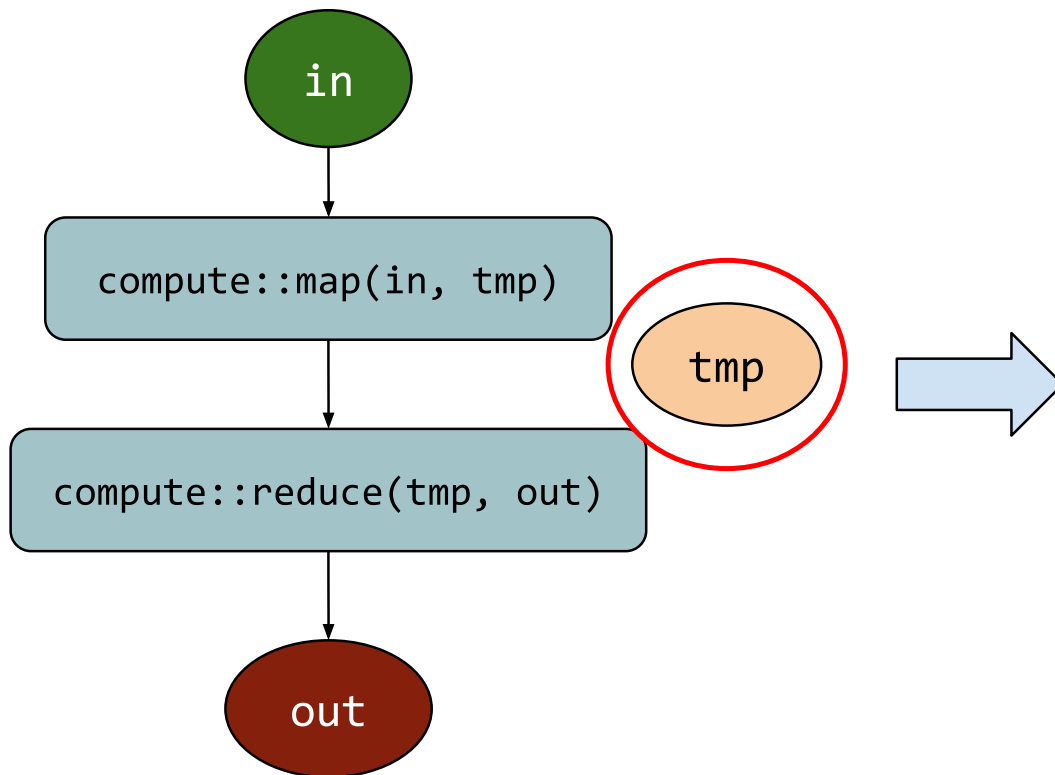 in
compute::map(in, tmp)
tmp
compute::reduce(tmp, out)
out